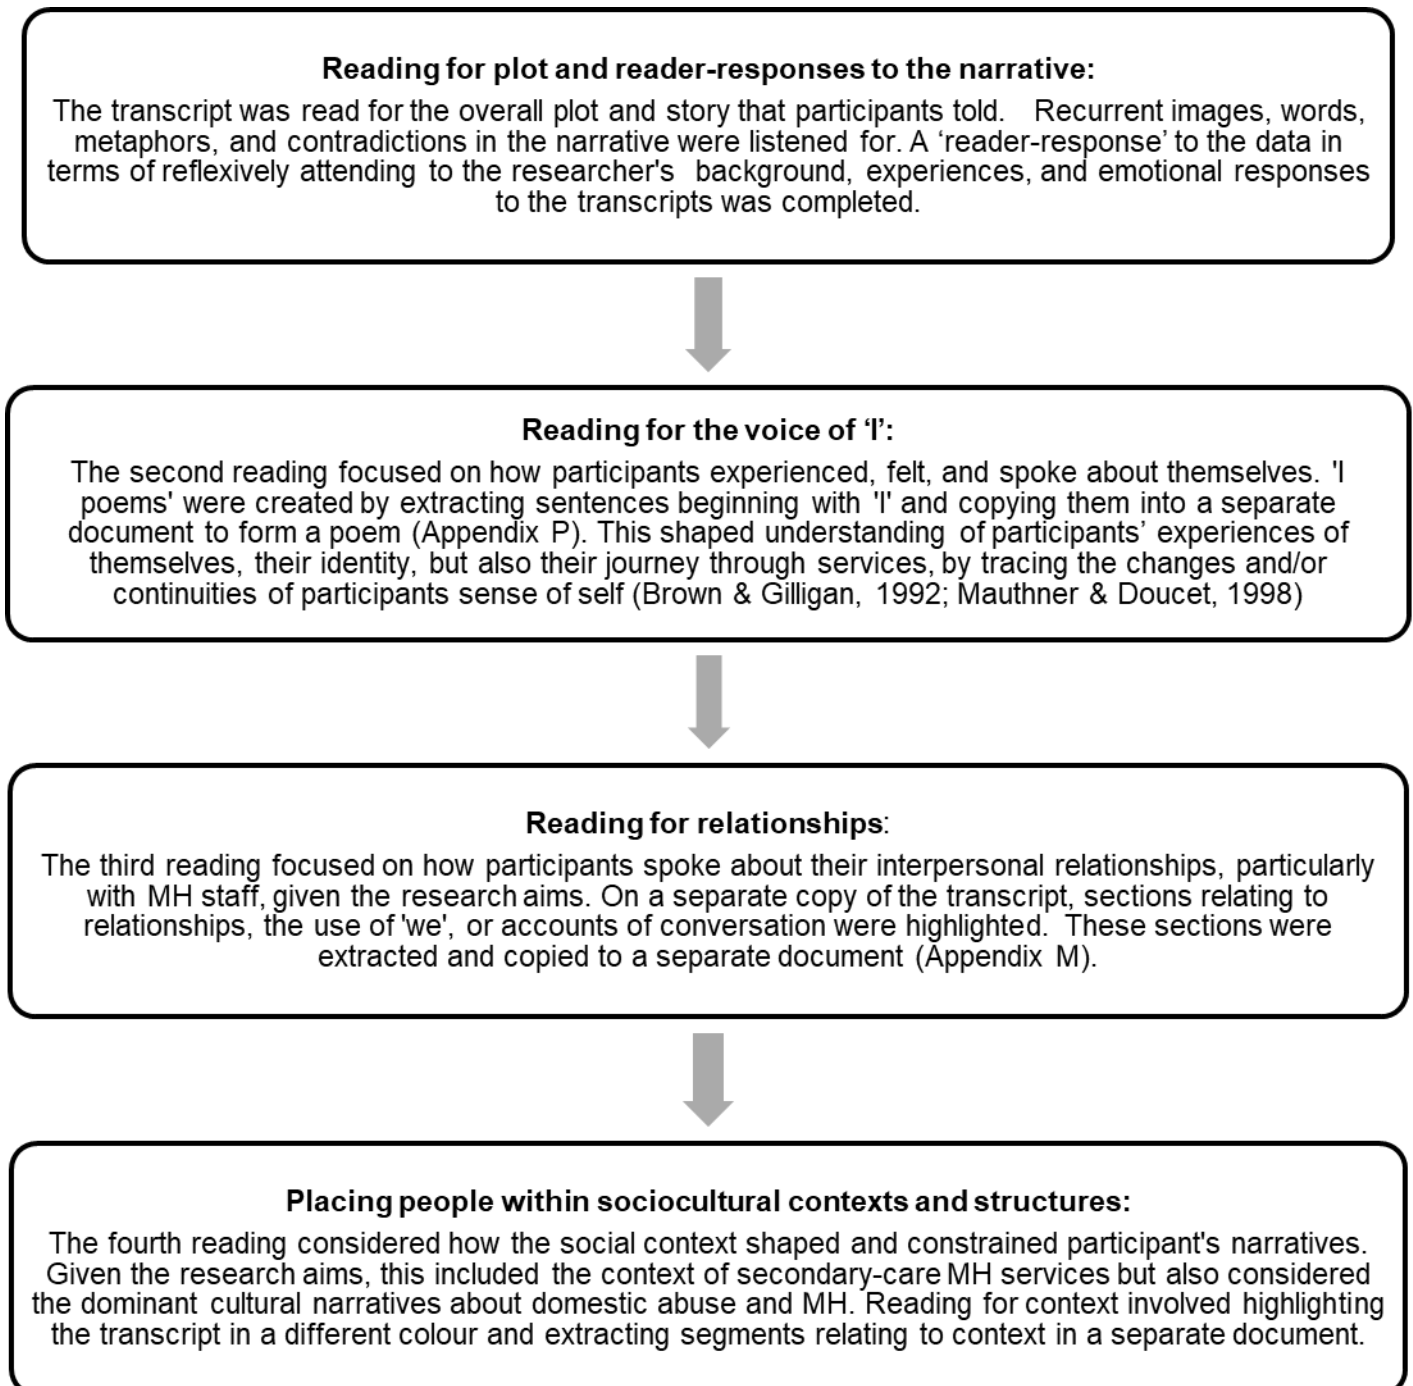 Reading for plot and reader-responses to the narrative:
The transcript was read for the overall plot and story that participants told. Recurrent images, words,
metaphors, and contradictions in the narrative were listened for. A ‘reader-response’ to the data in
terms of reflexively attending to the researcher's background, experiences, and emotional responses
to the transcripts was completed.
Reading for the voice of ‘I’:
The second reading focused on how participants experienced, felt, and spoke about themselves. 'I
poems' were created by extracting sentences beginning with 'I' and copying them into a separate
document to form a poem (Appendix P). This shaped understanding of participants’ experiences of
themselves, their identity, but also their journey through services, by tracing the changes and/or
continuities of participants sense of self (Brown & Gilligan, 1992; Mauthner & Doucet, 1998)
Reading for relationships:
The third reading focused on how participants spoke about their interpersonal relationships, particularly
with MH staff, given the research aims. On a separate copy of the transcript, sections relating to
relationships, the use of 'we', or accounts of conversation were highlighted. These sections were
extracted and copied to a separate document (Appendix M).
Placing people within sociocultural contexts and structures:
The fourth reading considered how the social context shaped and constrained participant's narratives.
Given the research aims, this included the context of secondary-care MH services but also considered
the dominant cultural narratives about domestic abuse and MH. Reading for context involved highlighting
the transcript in a different colour and extracting segments relating to context in a separate document.